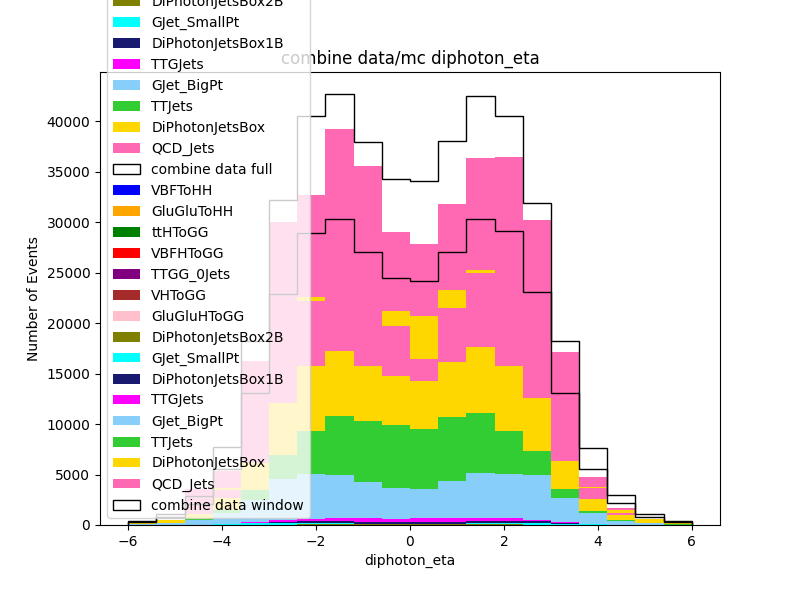 DiPhotonJetsBox2B
GJet_SmallPt
DiPhotonJetsBox1B
TTGJets
GJet_BigPt
TTJets
DiPhotonJetsBox
QCD_Jets
combine data full
VBFToHH
GluGluToHH
ttHToGG
VBFHToGG
TTGG_0Jets
VHToGG
GluGluHToGG
DiPhotonJetsBox2B
GJet_SmallPt
DiPhotonJetsBox1B
TTGJets
GJet_BigPt
TTJets
DiPhotonJetsBox
QCD_Jets
combine data window
combine data/mc diphoton_eta
Number of Events
40000
35000
30000
25000
20000
15000
10000
5000
0
−6 −4 −2 0 2 4 6
diphoton_eta